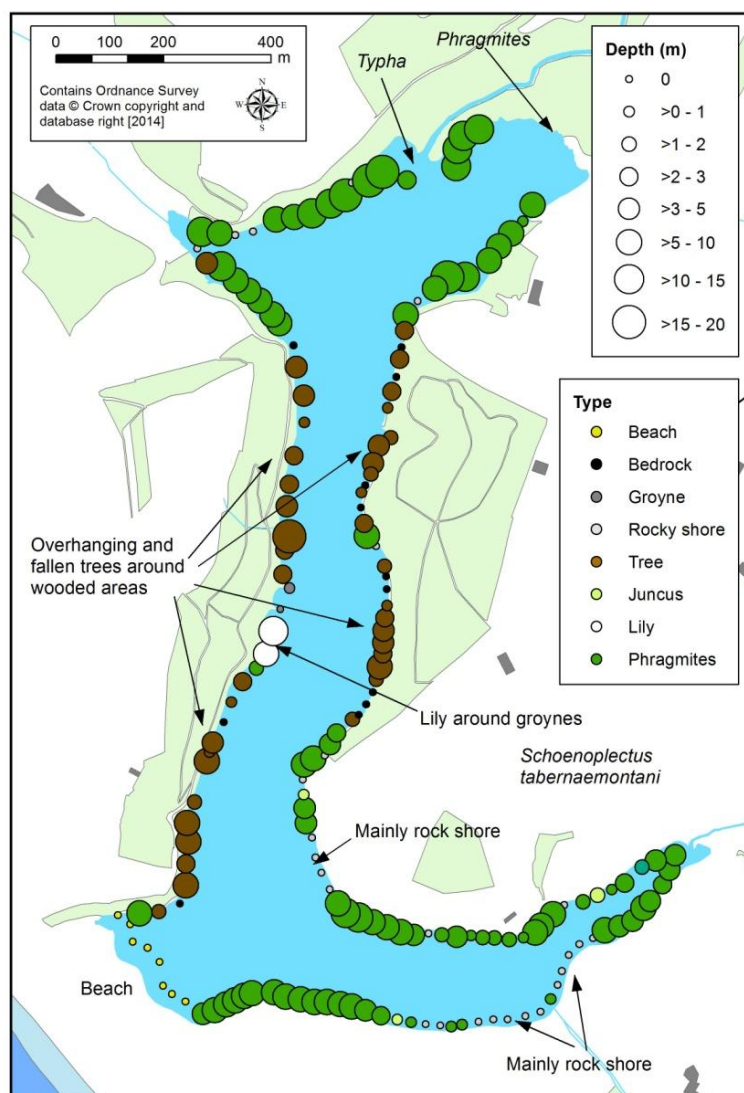 0 100 200 400
m
Contains Ordnance Survey
data © Crown copyright and
database right [2014]
N
W E
S
Typha
Phragmites
Depth (m)
0
>0 - 1
>1 - 2
>2 - 3
>3 - 5
>5 - 10
>10 - 15
>15 - 20
Type
Beach
Bedrock
Groyne
Rocky shore
Tree
Juncus
Lily
Phragmites
Overhanging and
fallen trees around
wooded areas
Lily around groynes
Schoenoplectus
tabernaemontani
Mainly rock shore
Beach
Mainly rock shore